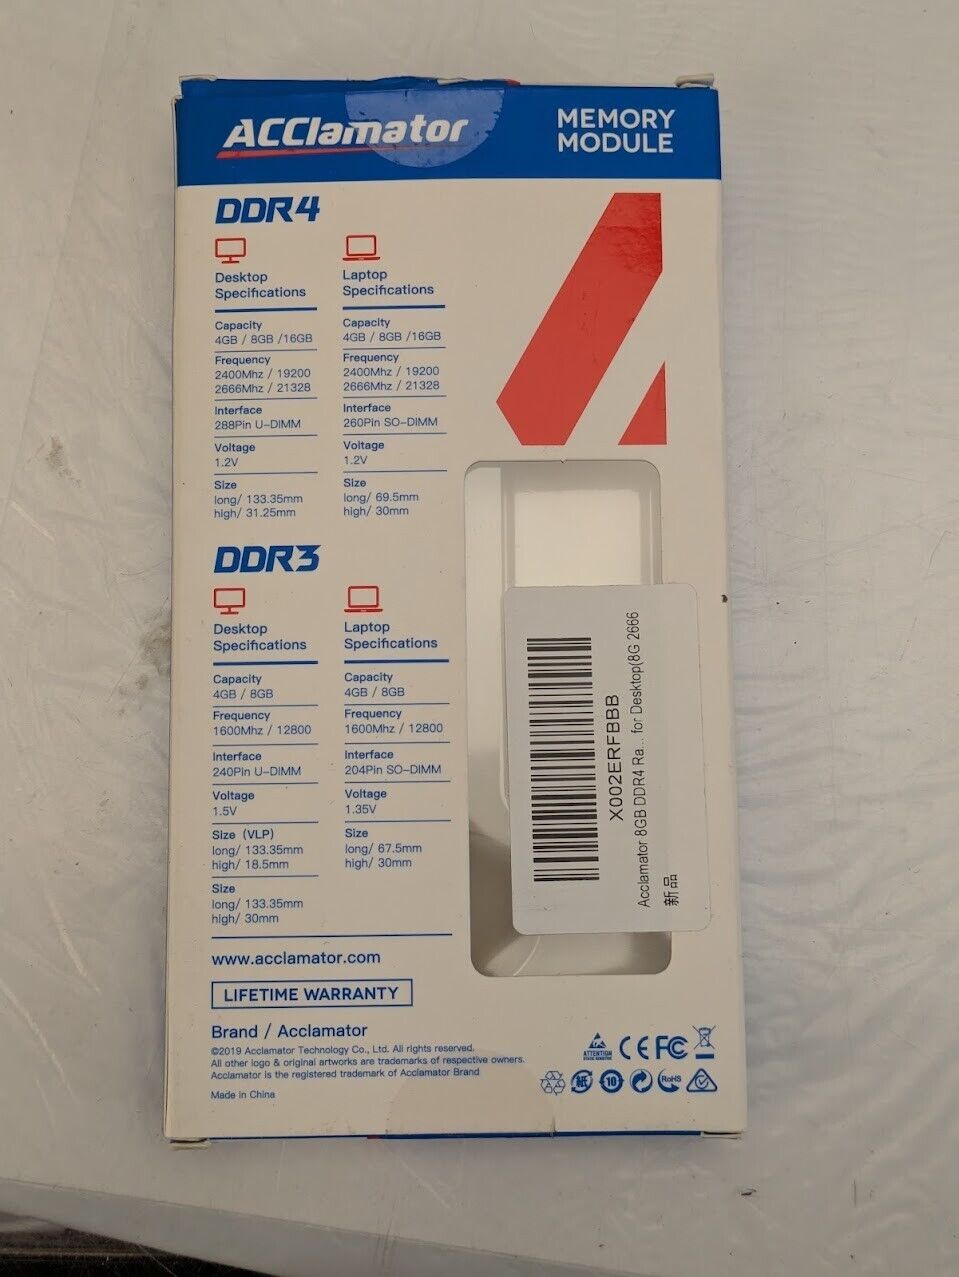 ACClamator
MEMORY
MODULE
DDR4
Desktop
Specifications
Capacity
4GB / 8GB /16GB
Frequency
2400Mhz / 19200
2666Mhz / 21328
Interface
288Pin U-DIMM
Voltage
1.2V
Size
long/ 133.35mm
high/ 31.25mm
Laptop
Specifications
Capacity
4GB / 8GB /16GB
Frequency
2400Mhz / 19200
2666Mhz / 21328
Interface
260Pin SO-DIMM
Voltage
1.2V
Size
long/ 69.5mm
high/ 30mm
DDR3
Desktop
Specifications
Capacity
4GB / 8GB
Frequency
1600Mhz / 12800
Interface
240Pin U-DIMM
Voltage
1.5V
Size (VLP)
long/ 133.35mm
high/ 18.5mm
Size
long/ 133.35mm
high/ 30mm
Laptop
Specifications
Capacity
4GB / 8GB
Frequency
1600Mhz / 12800
Interface
204Pin SO-DIMM
Voltage
1.35V
Size
long/ 67.5mm
high/ 30mm
X002ERFBBB
Acclamator 8GB DDR4 Ra... for Desktop(8G 2666
新品
www.acclamator.com
LIFETIME WARRANTY
Brand / Acclamator
©2019 Acclamator Technology Co., Ltd. All rights reserved.
All other logo & original artworks are trademarks of respective owners.
Acclamator is the registered trademark of Acclamator Brand
Made in China
ATTENTION
CE FC
紙
10
RoHS